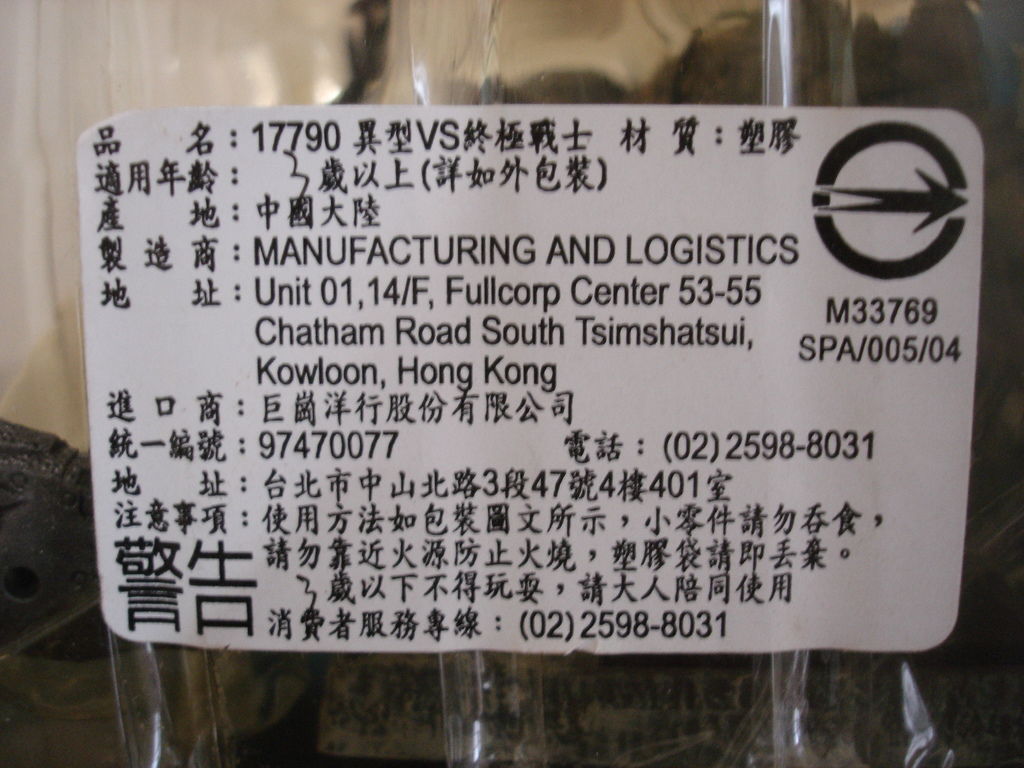 品 名：17790 異型VS終極戰士 材 質：塑膠
適用年齡：3歲以上(詳如外包裝)
產 地：中國大陸
製 造 商：MANUFACTURING AND LOGISTICS
地 址：Unit 01,14/F, Fullcorp Center 53-55
Chatham Road South Tsimshatsui,
Kowloon, Hong Kong
M33769
SPA/005/04
進 口 商：巨崗洋行股份有限公司
統一編號：97470077 電話：(02)2598-8031
地 址：台北市中山北路3段47號4樓401室
注意事項：使用方法如包裝圖文所示，小零件請勿吞食，
請勿靠近火源防止火燒，塑膠袋請即丟棄。
警告
3歲以下不得玩耍，請大人陪同使用
消費者服務專線：(02)2598-8031